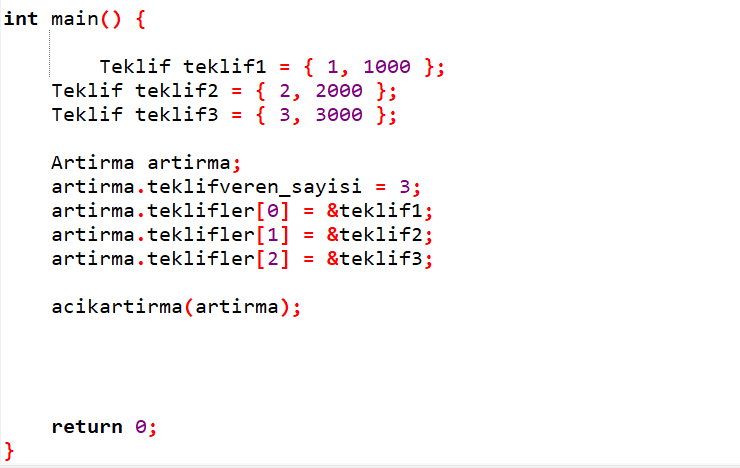 int main() {
Teklif teklif1 = { 1, 1000 };
Teklif teklif2 = { 2, 2000 };
Teklif teklif3 = { 3, 3000 };
Artirma artirma;
artirma.teklifveren_sayisi = 3;
artirma.teklifler[0] = &teklif1;
artirma.teklifler[1] = &teklif2;
artirma.teklifler[2] = &teklif3;
acikartirma(artirma);
return 0;
}